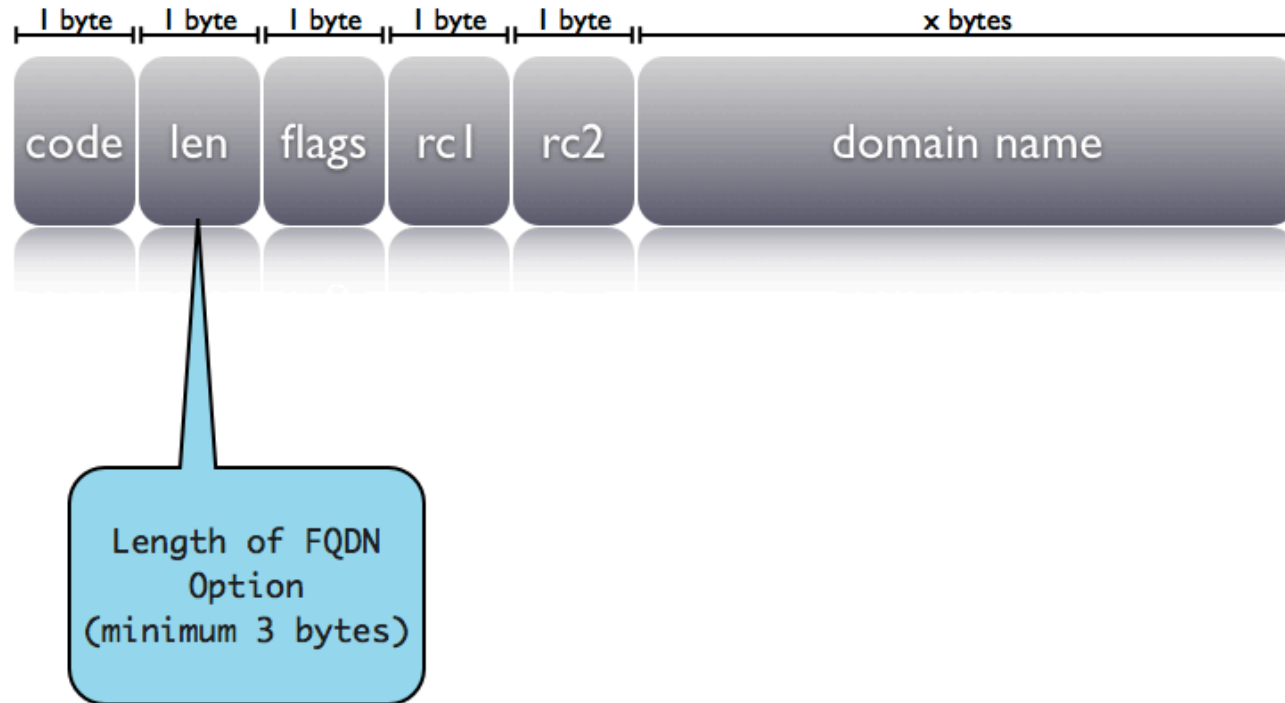 1 byte 1 byte 1 byte 1 byte 1 byte x bytes
code len flags rc1 rc2 domain name
Length of FQDN
Option
(minimum 3 bytes)